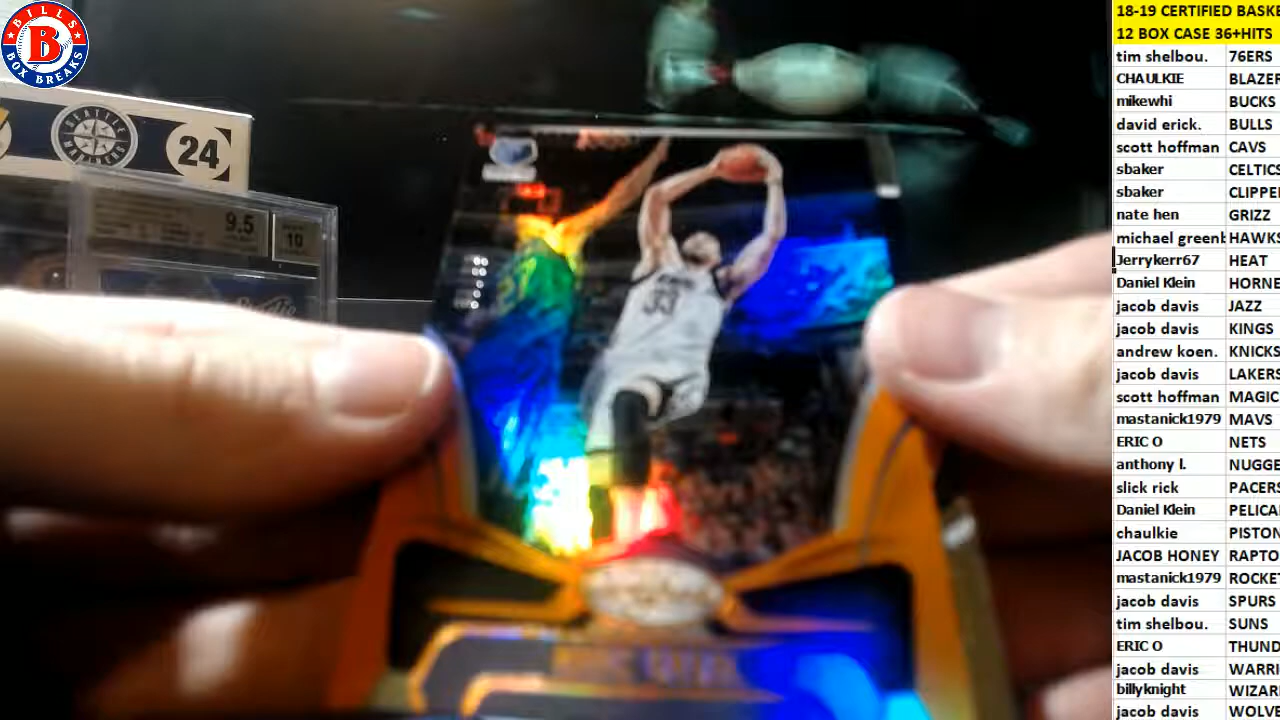 BILLS
B
BOX BREAKS
SEATTLE
MARINERS
24
9.5
10
33
18-19 CERTIFIED BASKE
12 BOX CASE 36+HITS
tim shelbou. 76ERS
CHAULKIE BLAZER
mikewhi BUCKS
david erick. BULLS
scott hoffman CAVS
sbaker CELTICS
sbaker CLIPPE
nate hen GRIZZ
michael greenb HAWKS
Jerrykerr67 HEAT
Daniel Klein HORNE
jacob davis JAZZ
jacob davis KINGS
andrew koen. KNICKS
jacob davis LAKERS
scott hoffman MAGIC
mastanick1979 MAVS
ERIC O NETS
anthony l. NUGGE
slick rick PACERS
Daniel Klein PELICA
chaulkie PISTON
JACOB HONEY RAPTO
mastanick1979 ROCKE
jacob davis SPURS
tim shelbou. SUNS
ERIC O THUND
jacob davis WARRI
billyknight WIZAR
jacob davis WOLVE